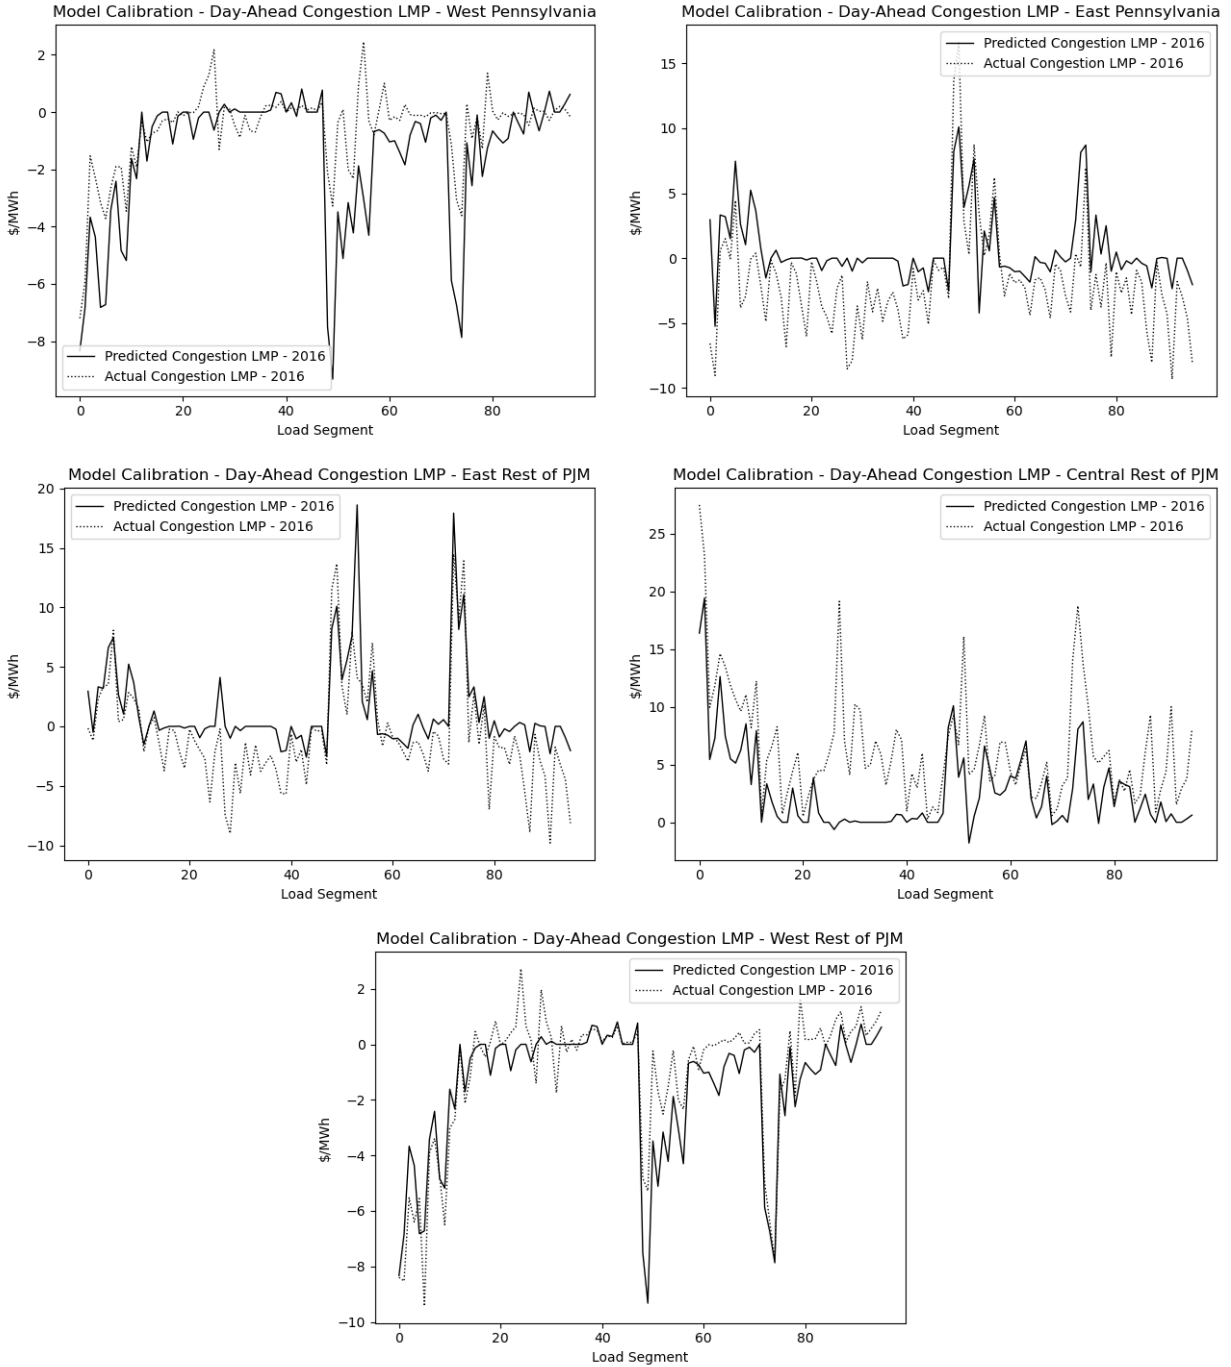 Model Calibration - Day-Ahead Congestion LMP - West Pennsylvania
2
0
−2
−4
−6
−8
$/MWh
Predicted Congestion LMP - 2016
Actual Congestion LMP - 2016
0 20 40 60 80
Load Segment
Model Calibration - Day-Ahead Congestion LMP - East Pennsylvania
15
10
5
0
−5
−10
$/MWh
Predicted Congestion LMP - 2016
Actual Congestion LMP - 2016
0 20 40 60 80
Load Segment
Model Calibration - Day-Ahead Congestion LMP - East Rest of PJM
20
15
10
5
0
−5
−10
$/MWh
Predicted Congestion LMP - 2016
Actual Congestion LMP - 2016
0 20 40 60 80
Load Segment
Model Calibration - Day-Ahead Congestion LMP - Central Rest of PJM
25
20
15
10
5
0
$/MWh
Predicted Congestion LMP - 2016
Actual Congestion LMP - 2016
0 20 40 60 80
Load Segment
Model Calibration - Day-Ahead Congestion LMP - West Rest of PJM
2
0
−2
−4
−6
−8
−10
$/MWh
Predicted Congestion LMP - 2016
Actual Congestion LMP - 2016
0 20 40 60 80
Load Segment